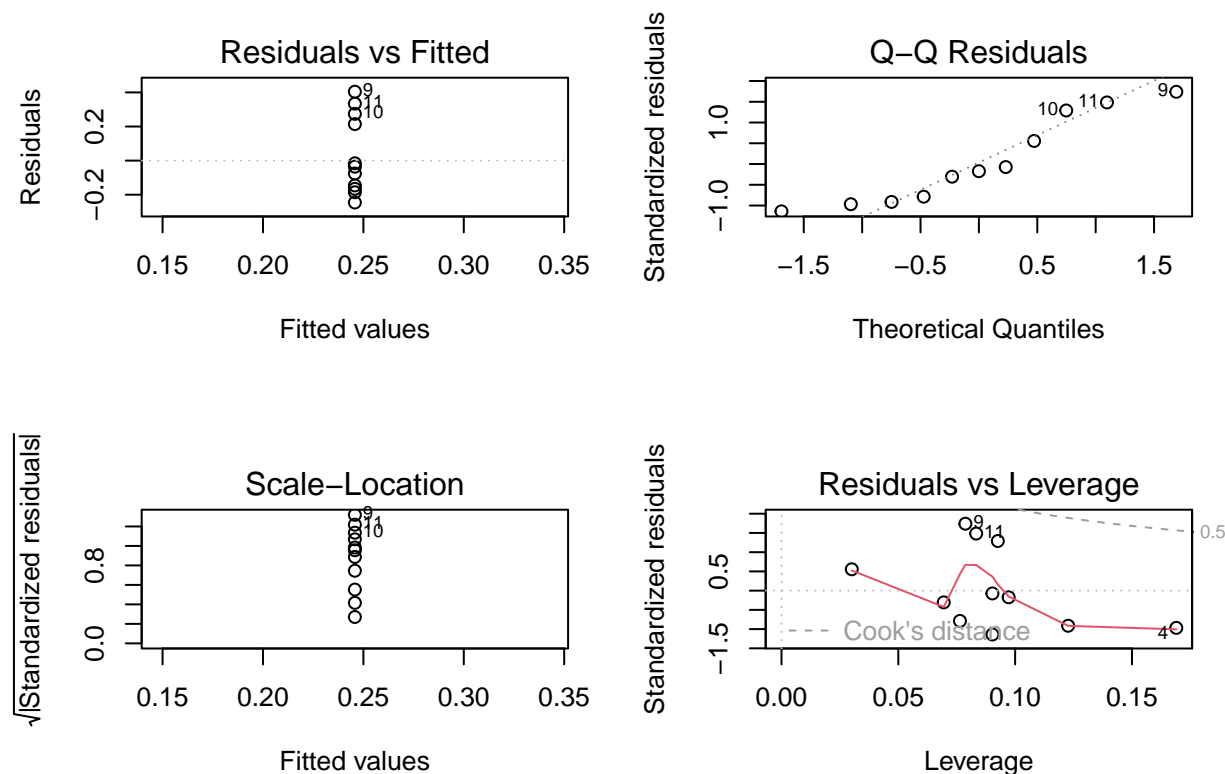 Residuals vs Fitted
Residuals
0.2
−0.2
9
11
10
0.15 0.20 0.25 0.30 0.35
Fitted values
Q−Q Residuals
Standardized residuals
1.0
−1.0
10
11
9
−1.5 −0.5 0.5 1.5
Theoretical Quantiles
Scale−Location
√|Standardized residuals|
0.8
0.0
9
11
10
0.15 0.20 0.25 0.30 0.35
Fitted values
Residuals vs Leverage
Standardized residuals
0.5
−1.5
9
11
4
0.5
Cook's distance
0.00 0.05 0.10 0.15
Leverage